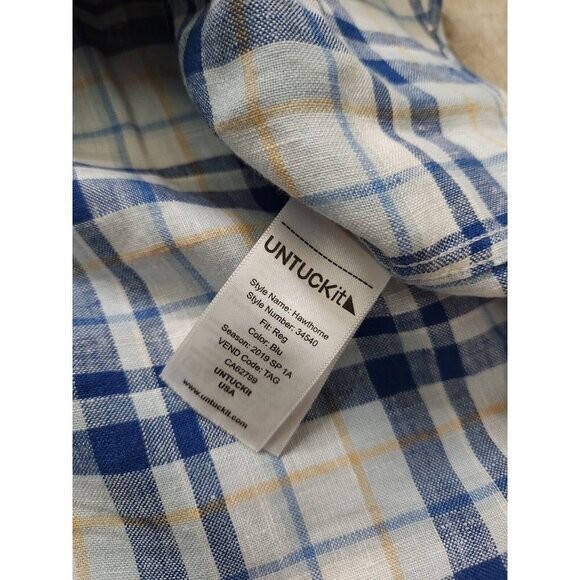 UNTUCKit
Style Name: Hawthorne
Style Number: 34540
Fit: Reg
Color: Blu
Season: 2019 SP 1A
VEND Code: TAG
CA62799
UNTUCKit
USA
www.untuckit.com